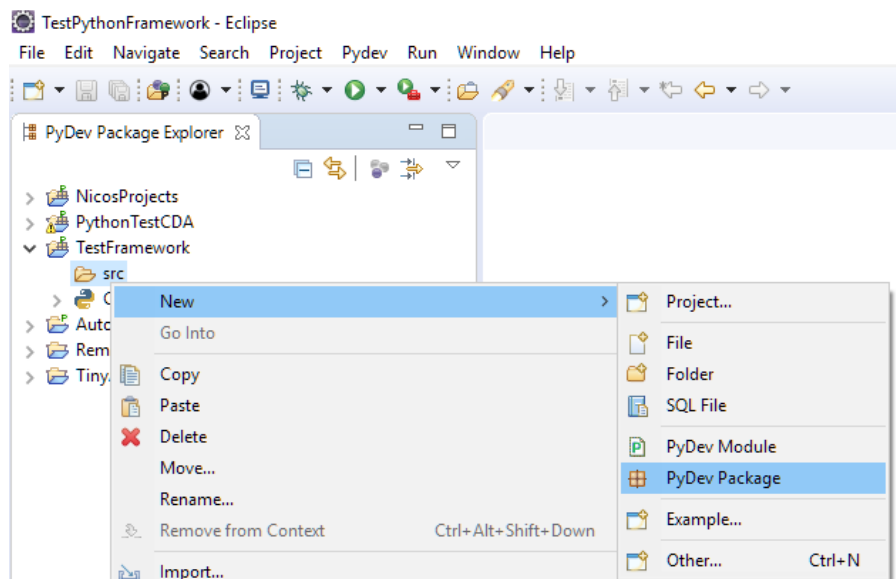 TestPythonFramework - Eclipse
File Edit Navigate Search Project Pydev Run Window Help
PyDev Package Explorer
NicosProjects
PythonTestCDA
TestFramework
src
New
Go Into
Copy
Paste
Delete
Move...
Rename...
Remove from Context Ctrl+Alt+Shift+Down
Import...
Project...
File
Folder
SQL File
PyDev Module
PyDev Package
Example...
Other... Ctrl+N